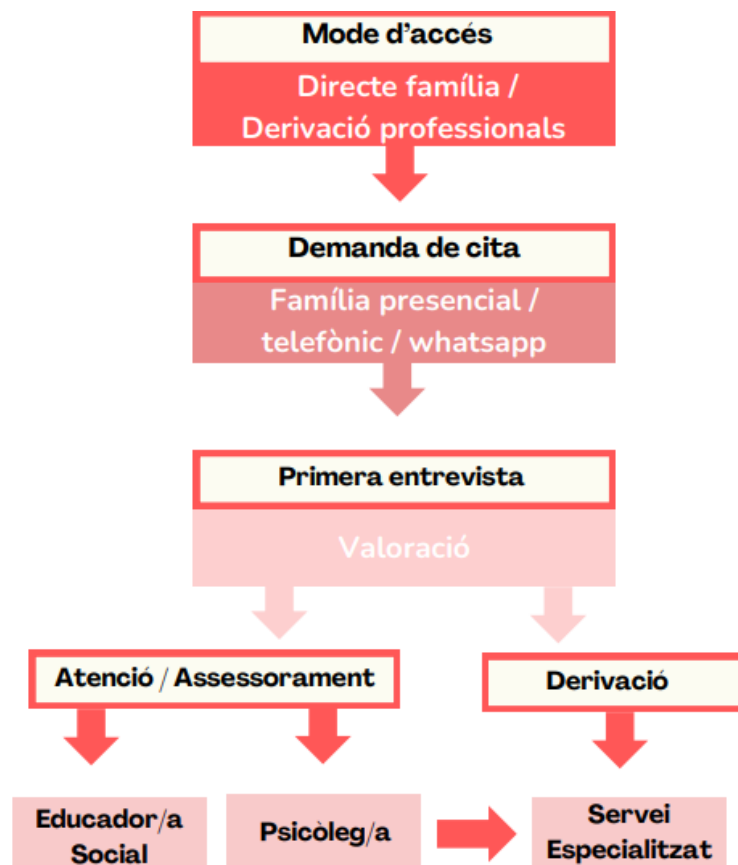 Mode d’accés
Directe família /
Derivació professionals
Demanda de cita
Família presencial /
telefònic / whatsapp
Primera entrevista
Valoració
Atenció / Assessorament
Derivació
Educador/a
Social
Psicòleg/a
Servei
Especialitzat